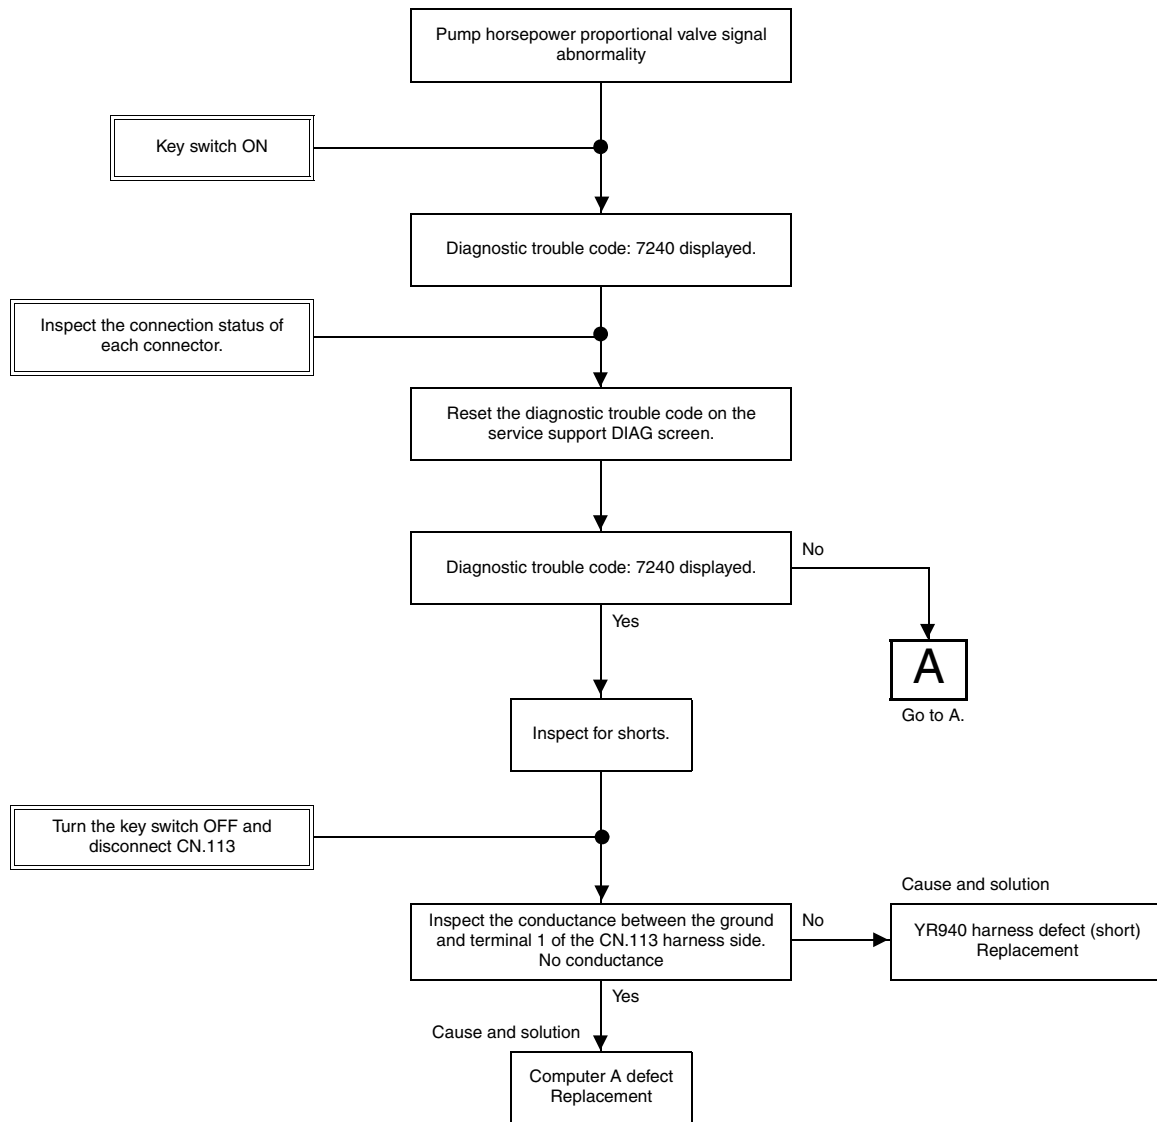 Pump horsepower proportional valve signal
abnormality
Key switch ON
Diagnostic trouble code: 7240 displayed.
Inspect the connection status of
each connector.
Reset the diagnostic trouble code on the
service support DIAG screen.
Diagnostic trouble code: 7240 displayed.
No
Yes
A
Go to A.
Inspect for shorts.
Turn the key switch OFF and
disconnect CN.113
Inspect the conductance between the ground
and terminal 1 of the CN.113 harness side.
No conductance
No
Cause and solution
YR940 harness defect (short)
Replacement
Yes
Cause and solution
Computer A defect
Replacement